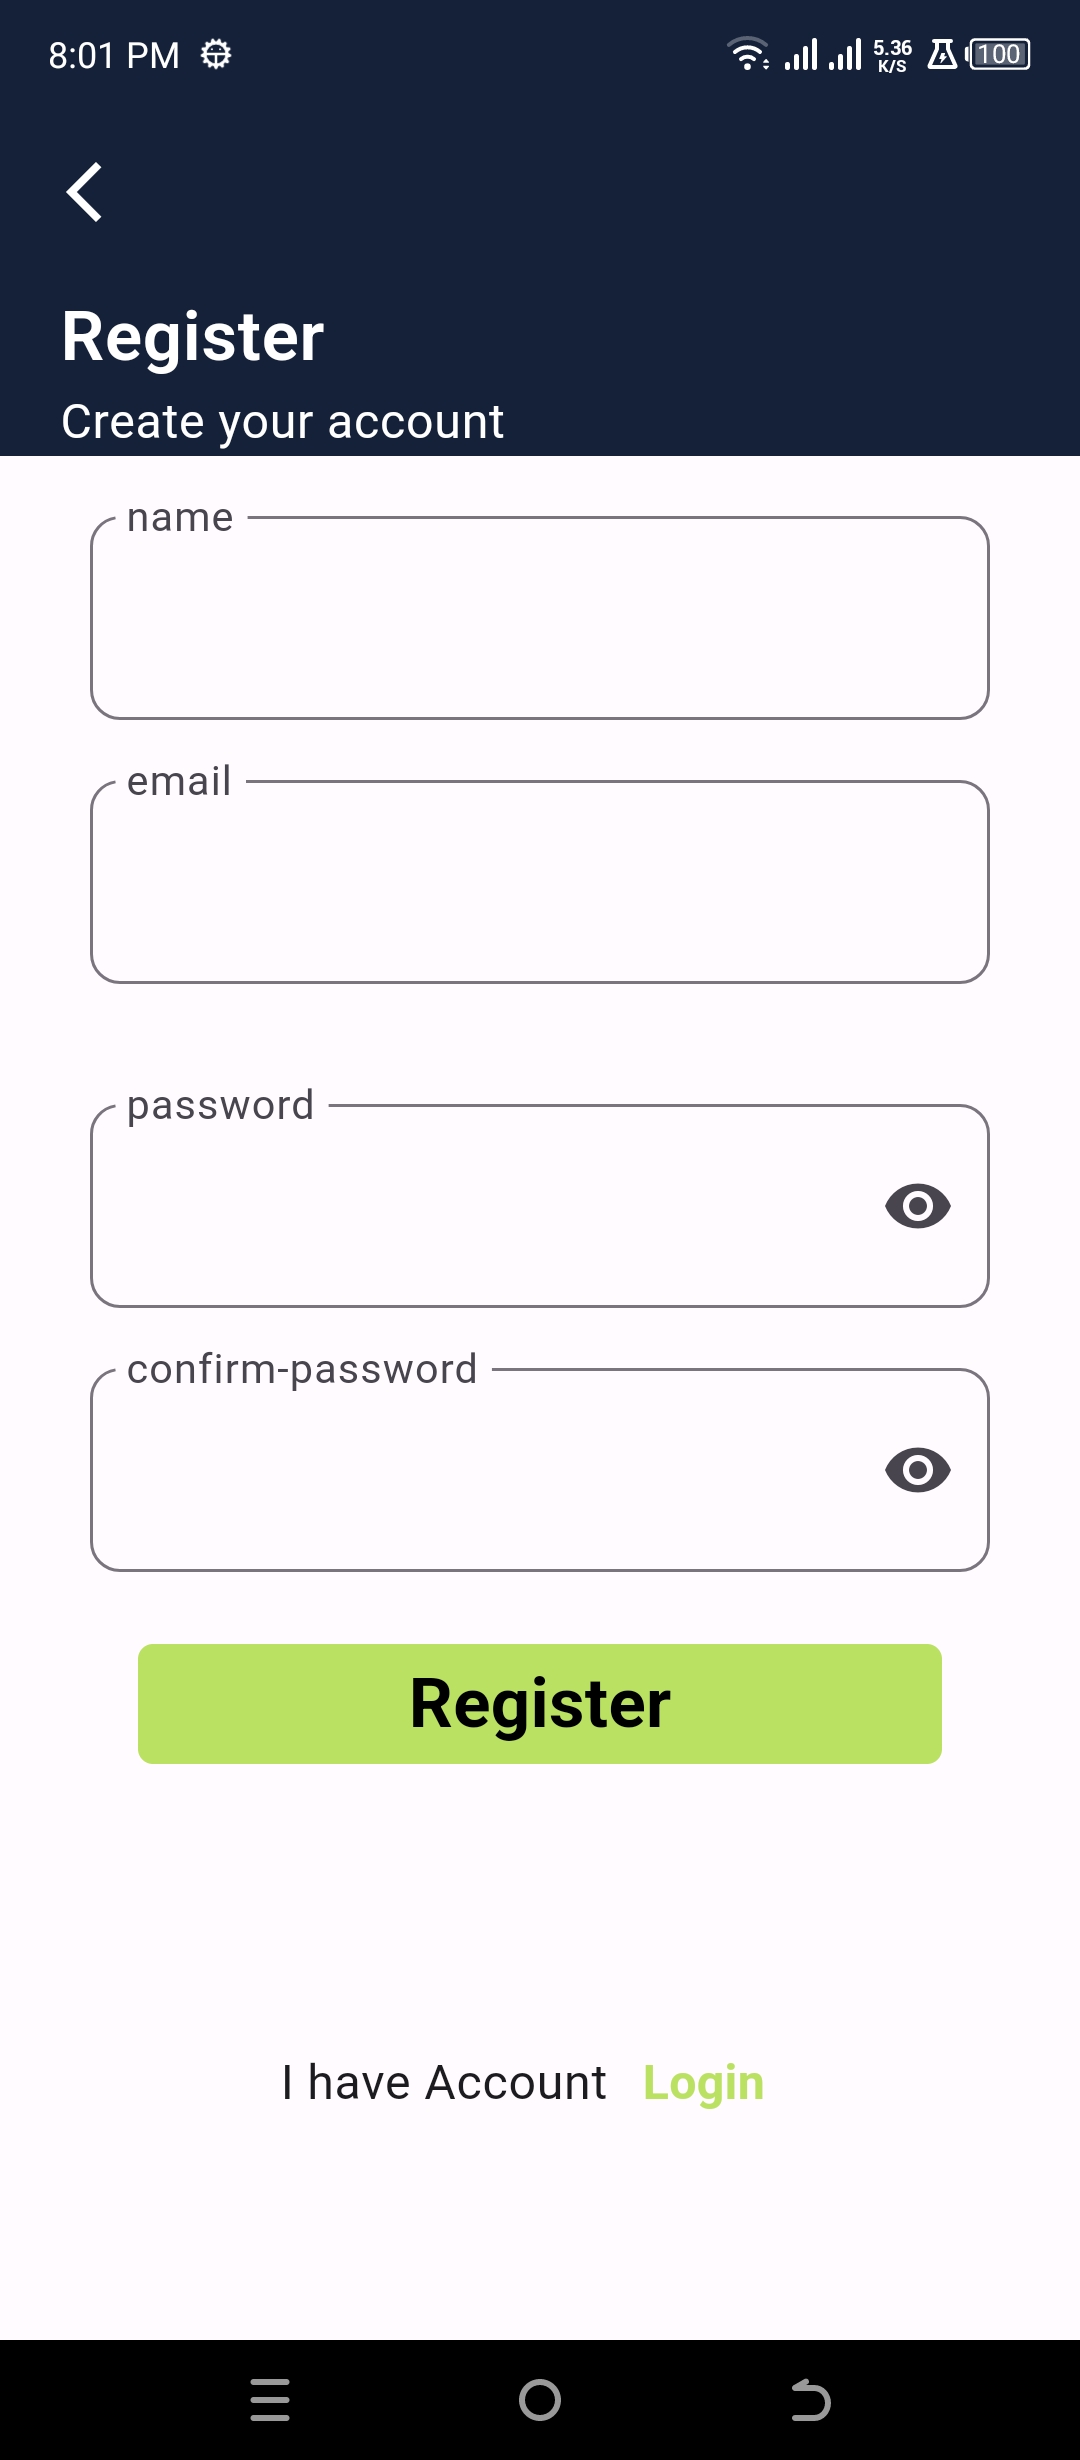 8:01 PM 5.36 K/S 100
Register
Create your account
name
email
password
confirm-password
Register
I have Account Login